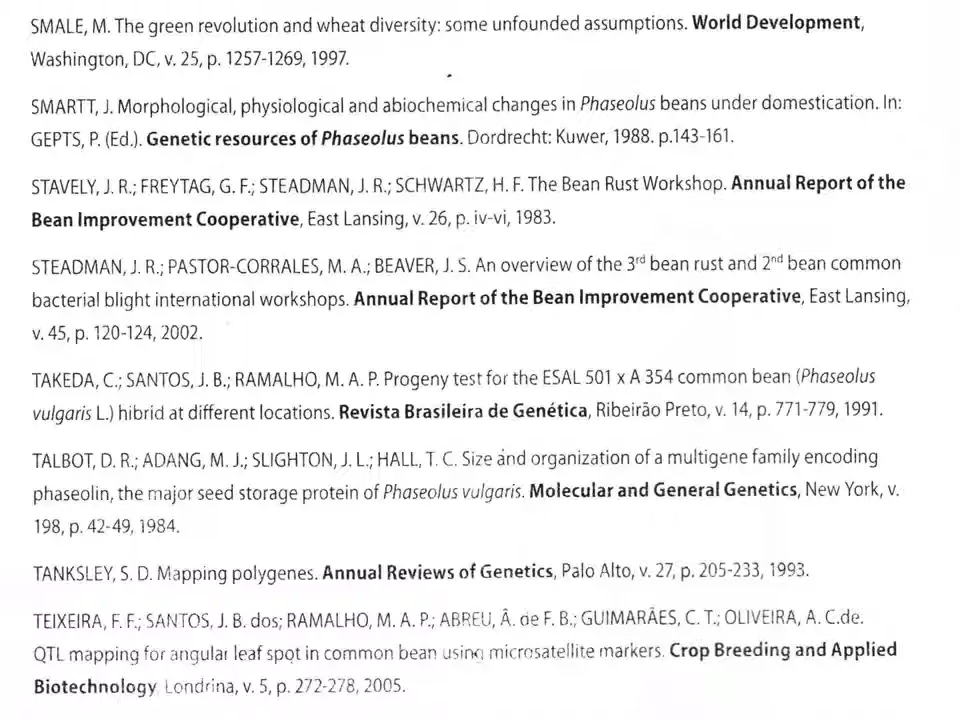 SMALE, M. The green revolution and wheat diversity: some unfounded assumptions. World Development,
Washington, DC, v. 25, p. 1257-1269, 1997.
SMARTT, J. Morphological, physiological and abiochemical changes in Phaseolus beans under domestication. In:
GEPTS, P. (Ed.). Genetic resources of Phaseolus beans. Dordrecht: Kuwer, 1988. p.143-161.
STAVELY, J. R.; FREYTAG, G. F.; STEADMAN, J. R.; SCHWARTZ, H. F. The Bean Rust Workshop. Annual Report of the
Bean Improvement Cooperative, East Lansing, v. 26, p. iv-vi, 1983.
STEADMAN, J. R.; PASTOR-CORRALES, M. A.; BEAVER, J. S. An overview of the 3rd bean rust and 2nd bean common
bacterial blight international workshops. Annual Report of the Bean Improvement Cooperative, East Lansing,
v. 45, p. 120-124, 2002.
TAKEDA, C.; SANTOS, J. B.; RAMALHO, M. A. P. Progeny test for the ESAL 501 x A 354 common bean (Phaseolus
vulgaris L.) hibrid at different locations. Revista Brasileira de Genética, Ribeirão Preto, v. 14, p. 771-779, 1991.
TALBOT, D. R.; ADANG, M. J.; SLIGHTON, J. L.; HALL, T. C. Size and organization of a multigene family encoding
phaseolin, the major seed storage protein of Phaseolus vulgaris. Molecular and General Genetics, New York, v.
198, p. 42-49, 1984.
TANKSLEY, S. D. Mapping polygenes. Annual Reviews of Genetics, Palo Alto, v. 27, p. 205-233, 1993.
TEIXEIRA, F. F.; SANTOS, J. B. dos; RAMALHO, M. A. P.; ABREU, Â. de F. B.; GUIMARÃES, C. T.; OLIVEIRA, A. C.de.
QTL mapping for angular leaf spot in common bean using microsatellite markers. Crop Breeding and Applied
Biotechnology, Londrina, v. 5, p. 272-278, 2005.